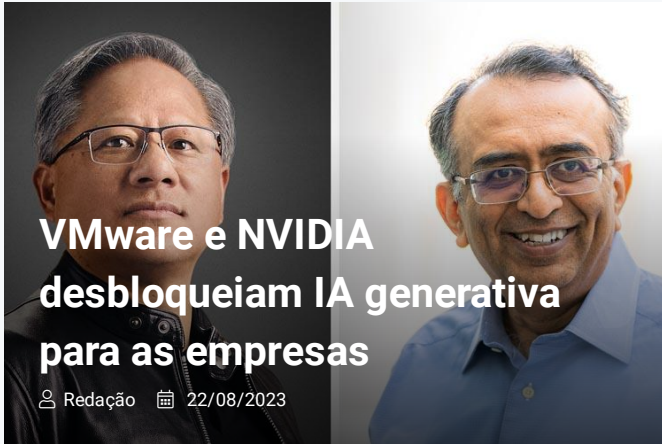 VMware e NVIDIA
desbloqueiam IA generativa
para as empresas
Redação 22/08/2023